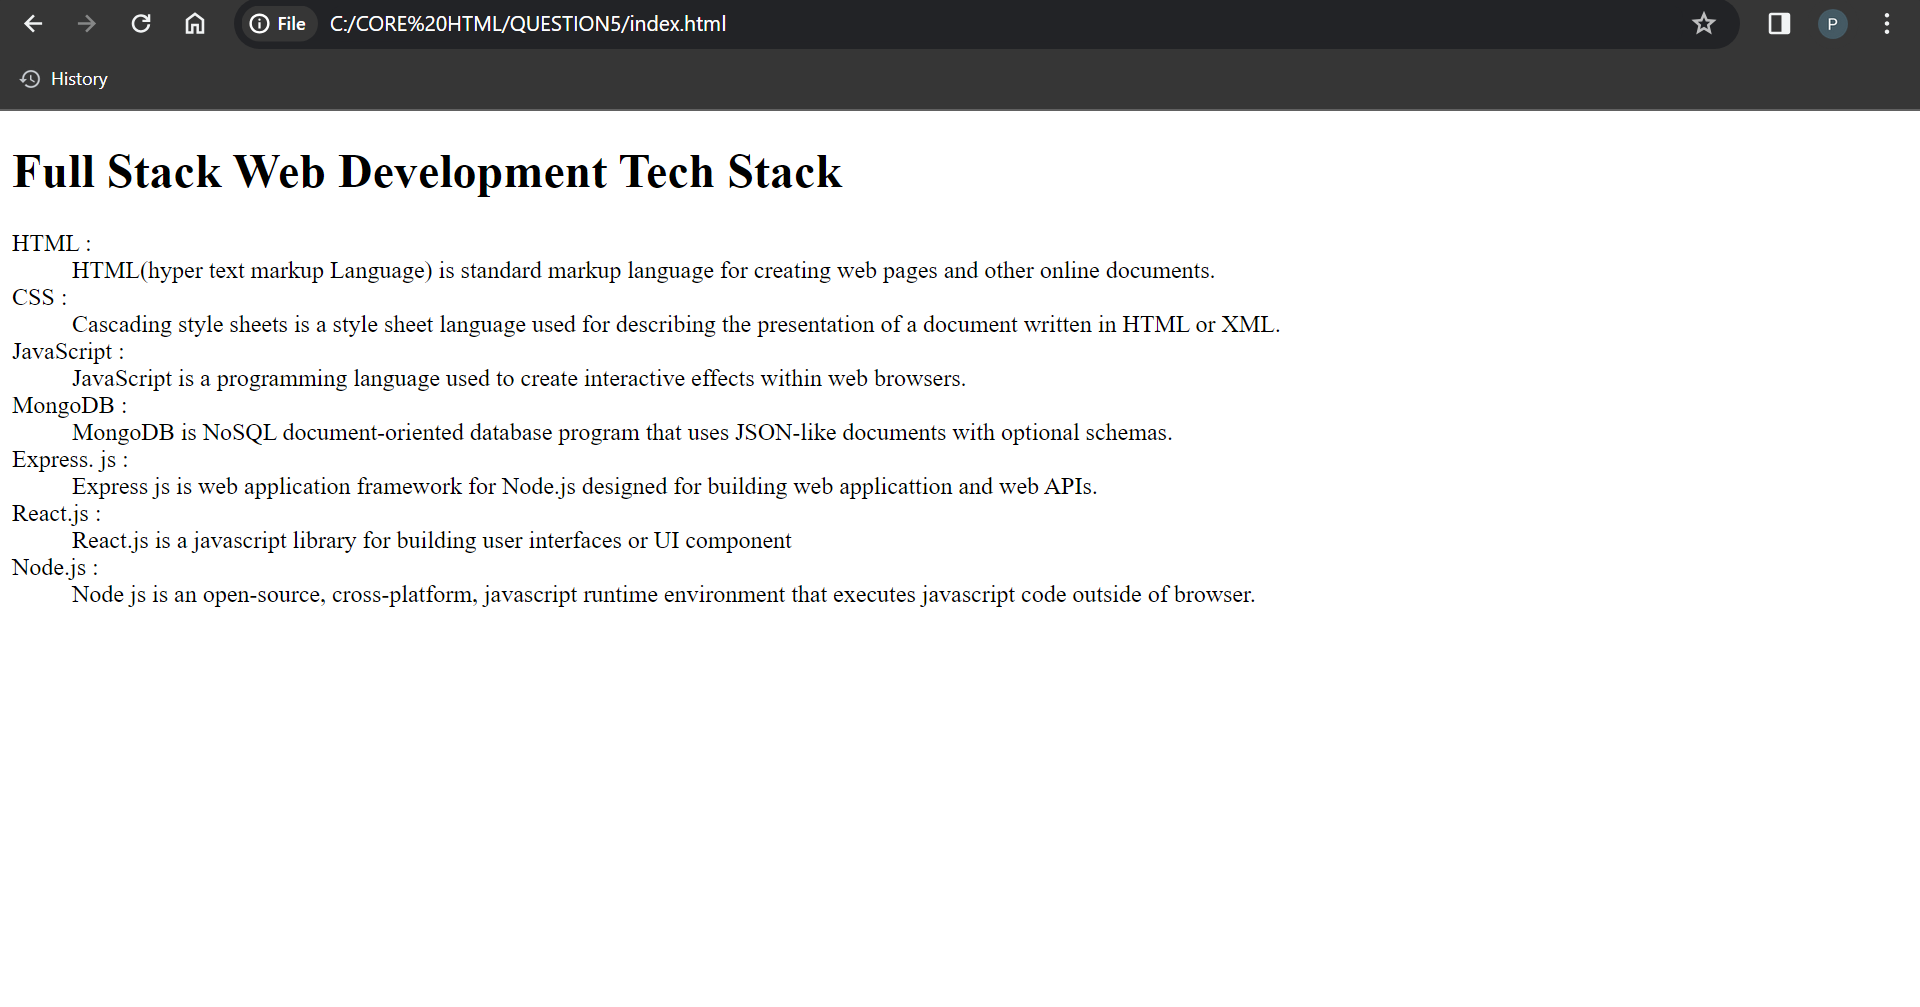 File C:/CORE%20HTML/QUESTION5/index.html P
History
Full Stack Web Development Tech Stack
HTML :
HTML(hyper text markup Language) is standard markup language for creating web pages and other online documents.
CSS :
Cascading style sheets is a style sheet language used for describing the presentation of a document written in HTML or XML.
JavaScript :
JavaScript is a programming language used to create interactive effects within web browsers.
MongoDB :
MongoDB is NoSQL document-oriented database program that uses JSON-like documents with optional schemas.
Express. js :
Express js is web application framework for Node.js designed for building web applicattion and web APIs.
React.js :
React.js is a javascript library for building user interfaces or UI component
Node.js :
Node js is an open-source, cross-platform, javascript runtime environment that executes javascript code outside of browser.